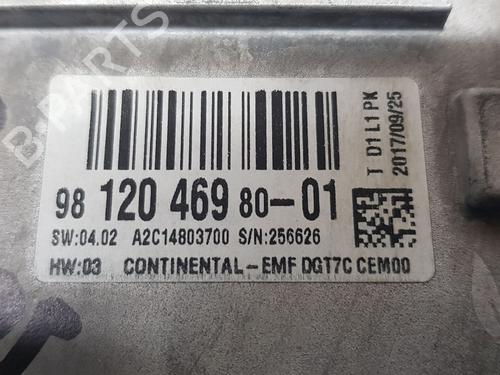 B-PARTS
98 120 469 80-01
SW:04.02 A2C14803700 S/N:256626
HW:03 CONTINENTAL-EMF DGT7C CEM00
T D1 L1 PK
2017/09/25